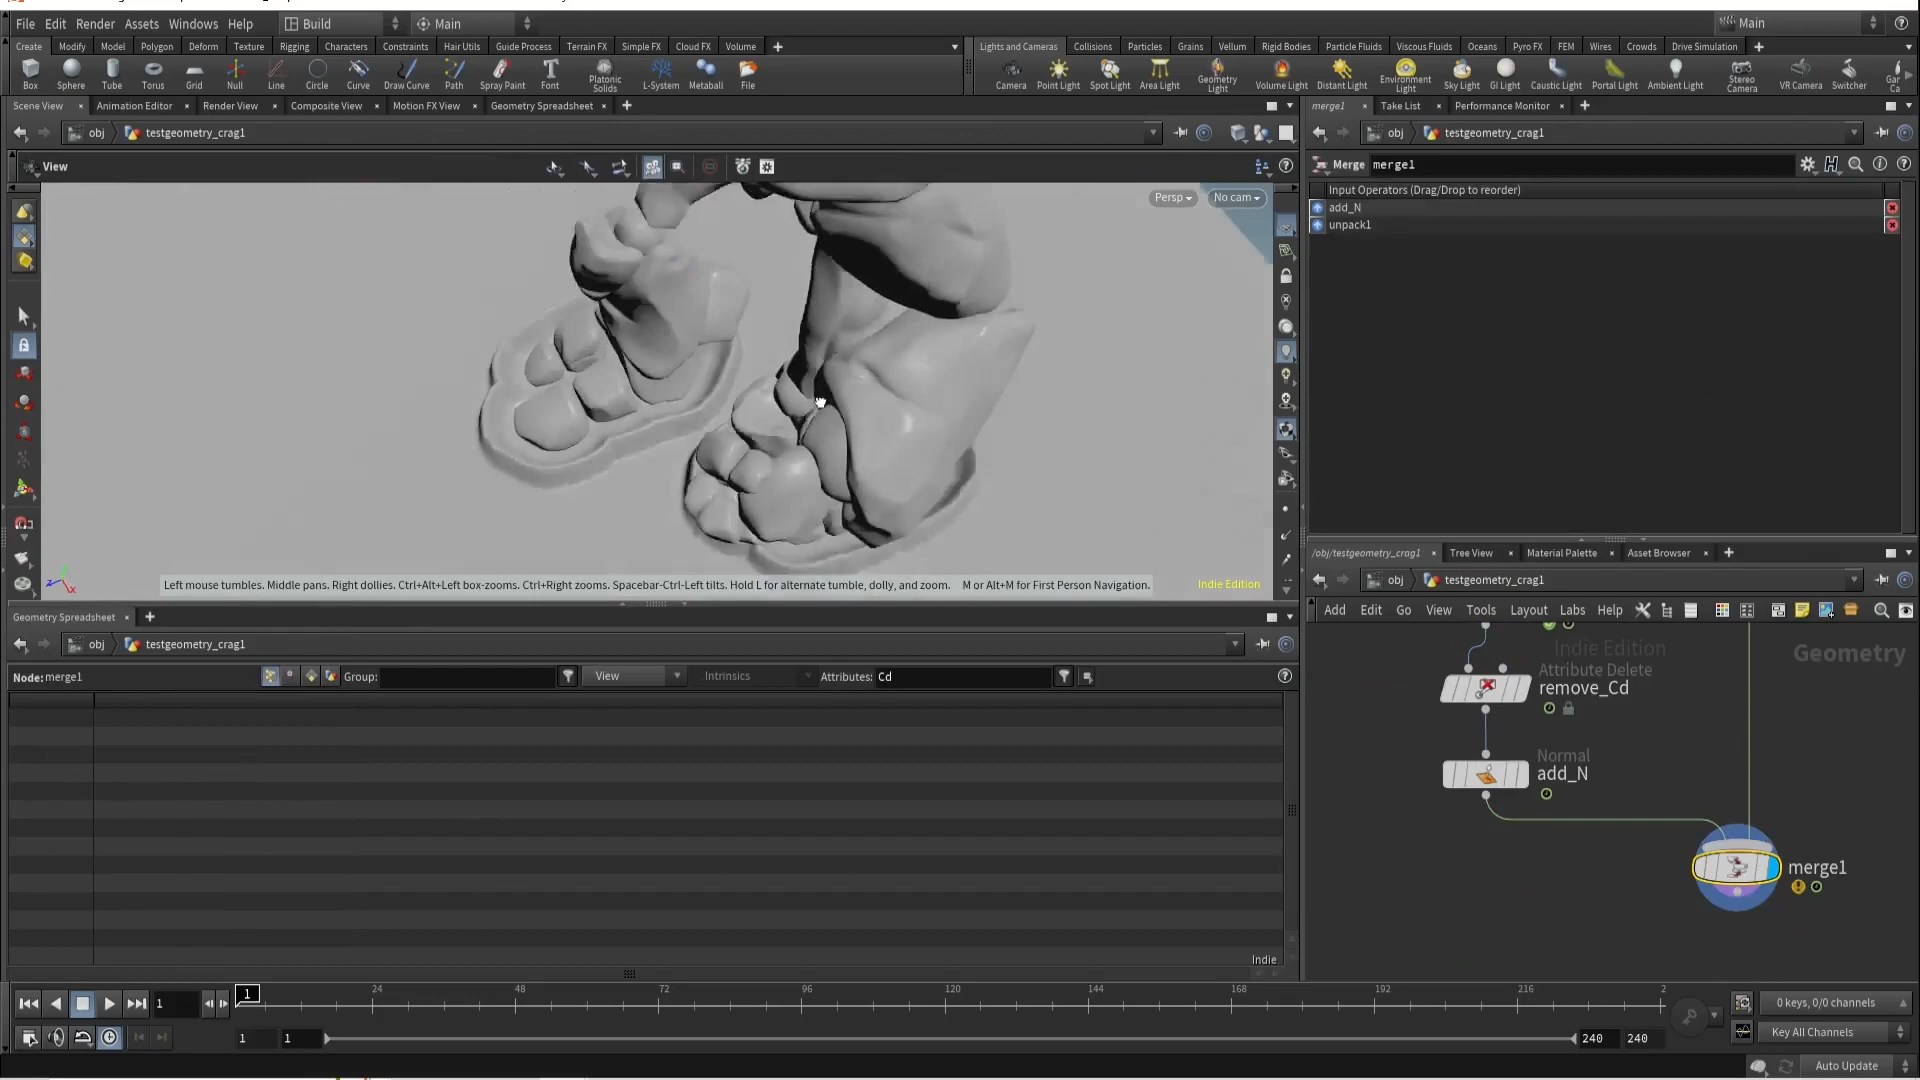 File Edit Render Assets Windows Help Build Main Main
Create Modify Model Polygon Deform Texture Rigging Characters Constraints Hair Utils Guide Process Terrain FX Simple FX Cloud FX Volume
Lights and Cameras Collisions Particles Grains Vellum Rigid Bodies Particle Fluids Viscous Fluids Oceans Pyro FX FEM Wires Crowds Drive Simulation
Box Sphere Tube Torus Grid Null Line Circle Curve Draw Curve Path Spray Paint Font Platonic Solids L-System Metaball File
Camera Point Light Spot Light Area Light Geometry Light Volume Light Distant Light Environment Light Sky Light GI Light Caustic Light Portal Light Ambient Light Stereo Camera VR Camera Switcher Gar Ca
Scene View Animation Editor Render View Composite View Motion FX View Geometry Spreadsheet
merge1 Take List Performance Monitor
obj testgeometry_crag1
obj testgeometry_crag1
View
Merge merge1
Input Operators (Drag/Drop to reorder)
add_N
unpack1
Persp No cam
Left mouse tumbles. Middle pans. Right dollies. Ctrl+Alt+Left box-zooms. Ctrl+Right zooms. Spacebar-Ctrl-Left tilts. Hold L for alternate tumble, dolly, and zoom. M or Alt+M for First Person Navigation.
Indie Edition
/obj/testgeometry_crag1 Tree View Material Palette Asset Browser
obj testgeometry_crag1
Add Edit Go View Tools Layout Labs Help
Indie Edition
Geometry
Attribute Delete
remove_Cd
Normal
add_N
merge1
Geometry Spreadsheet
obj testgeometry_crag1
Node: merge1 Group: View Intrinsics Attributes: Cd
Indie
1 1 24 48 72 96 120 144 168 192 216 2
0 keys, 0/0 channels
1 1 240 240
Key All Channels
Auto Update